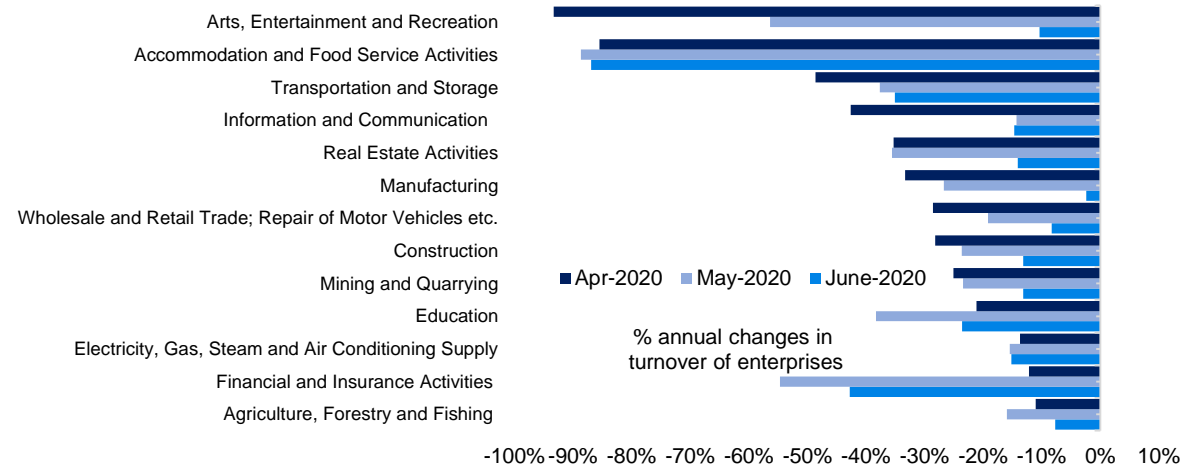 Arts, Entertainment and Recreation
Accommodation and Food Service Activities
Transportation and Storage
Information and Communication
Real Estate Activities
Manufacturing
Wholesale and Retail Trade; Repair of Motor Vehicles etc.
Construction
Mining and Quarrying
Education
Electricity, Gas, Steam and Air Conditioning Supply
Financial and Insurance Activities
Agriculture, Forestry and Fishing
Apr-2020 May-2020 June-2020
% annual changes in
turnover of enterprises
-100% -90% -80% -70% -60% -50% -40% -30% -20% -10% 0% 10%